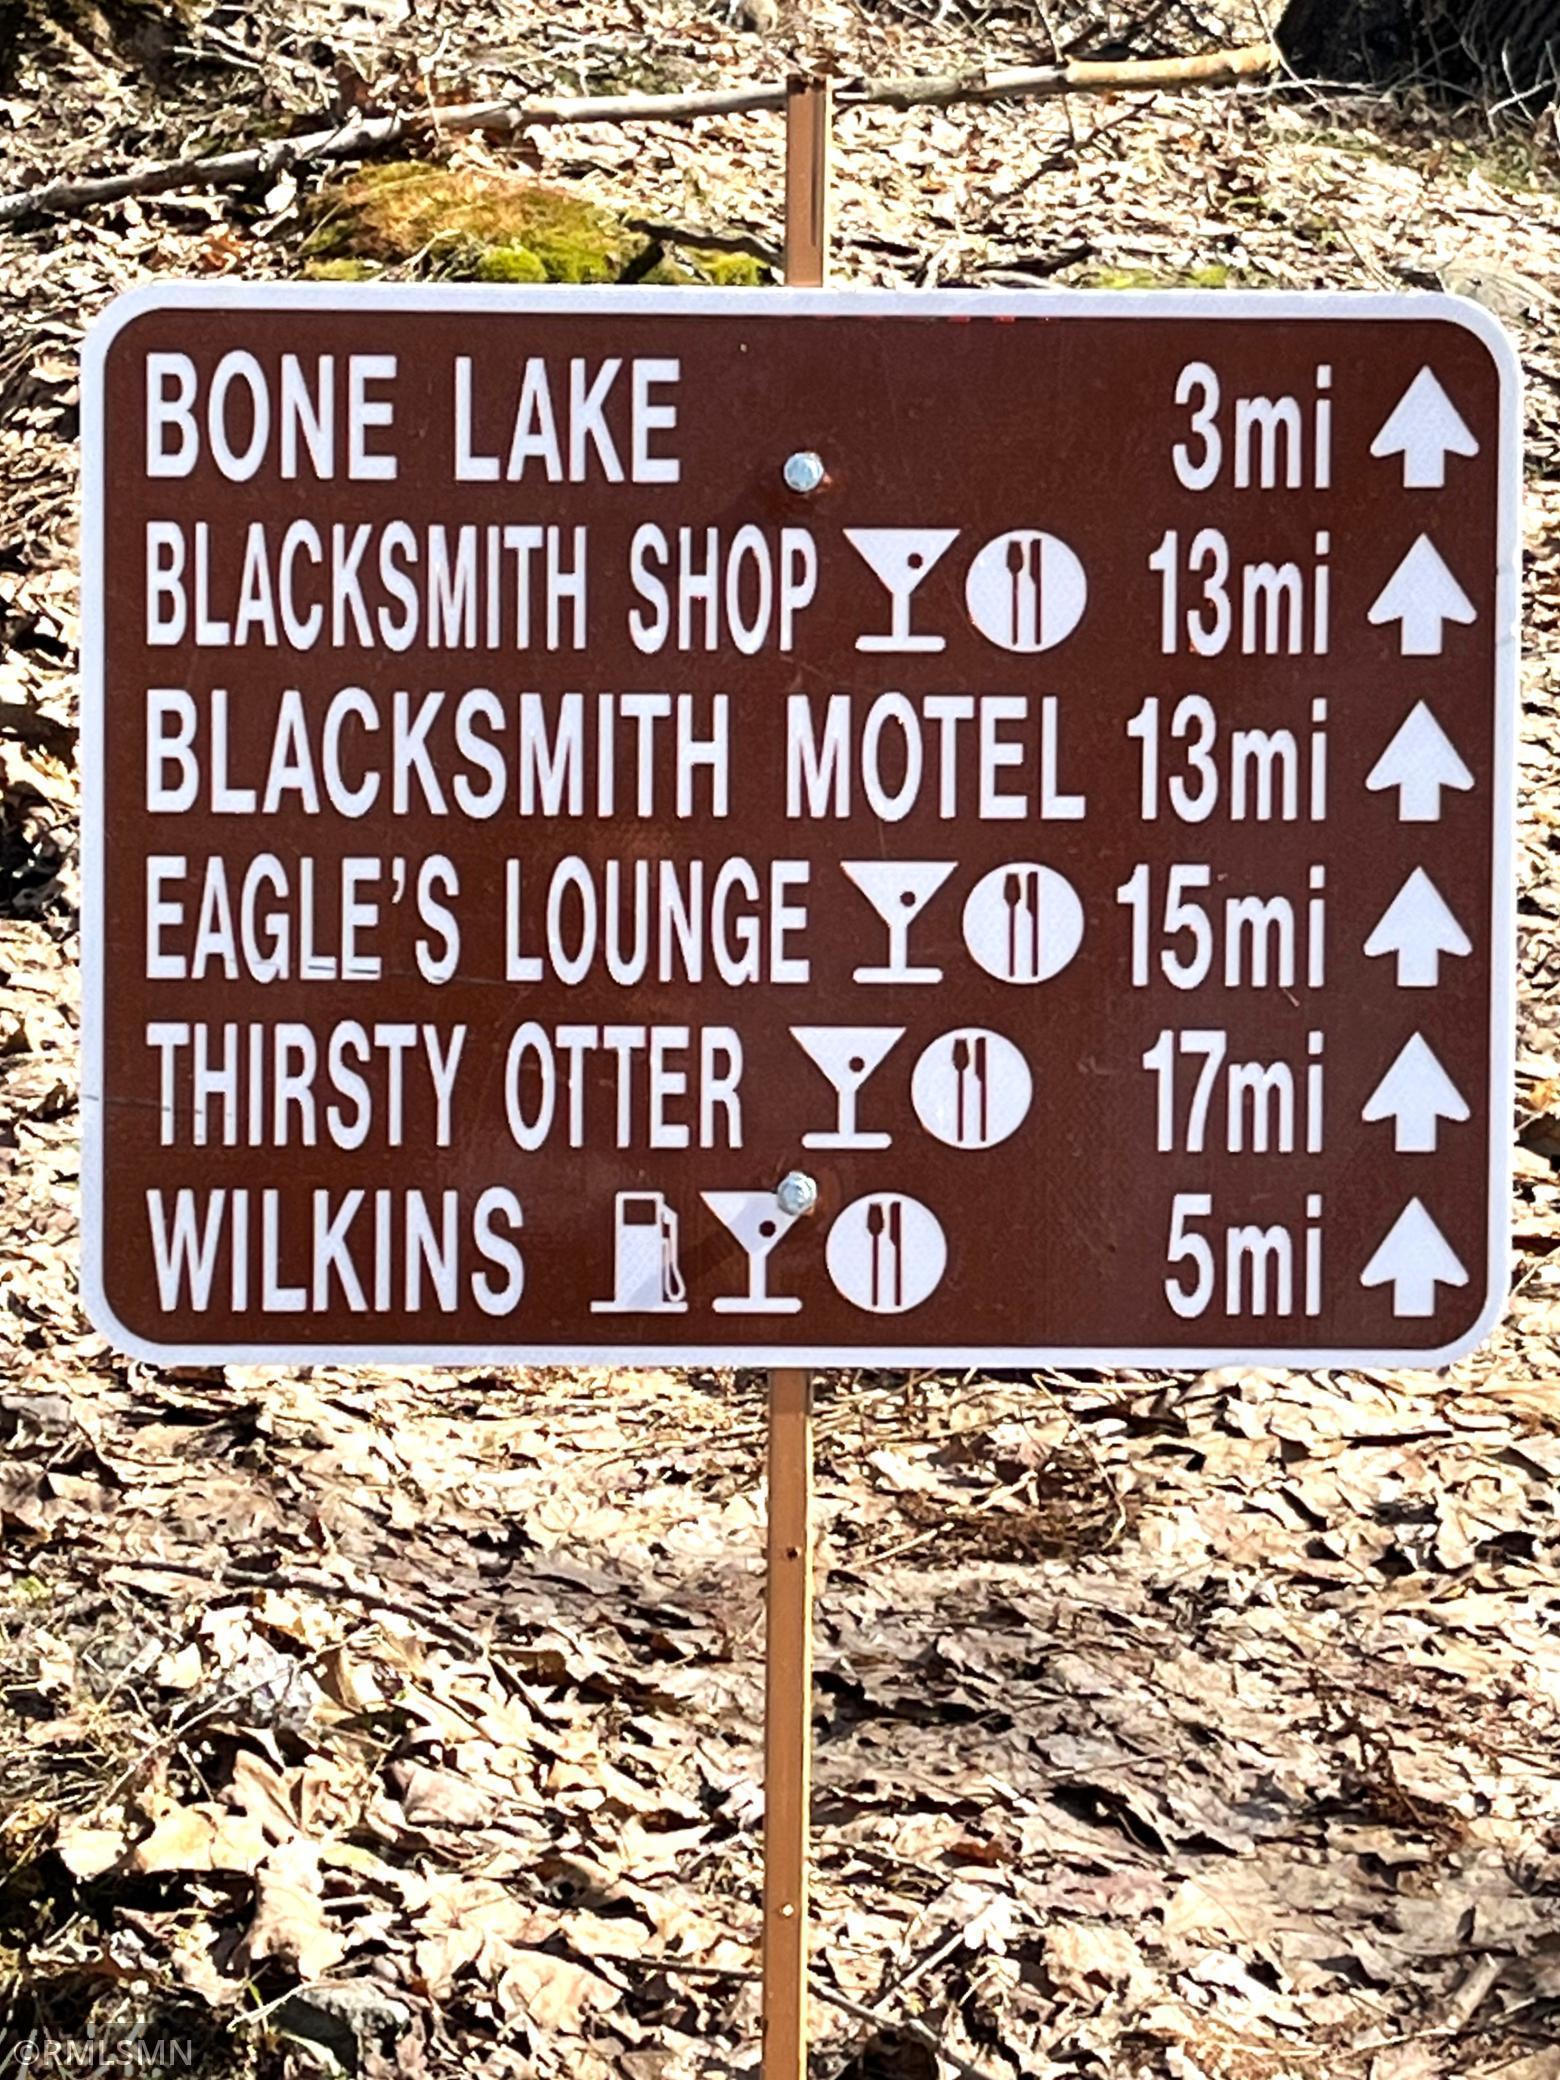 BONE LAKE 3mi
BLACKSMITH SHOP 13mi
BLACKSMITH MOTEL 13mi
EAGLE'S LOUNGE 15mi
THIRSTY OTTER 17mi
WILKINS 5mi
©RMLSMN